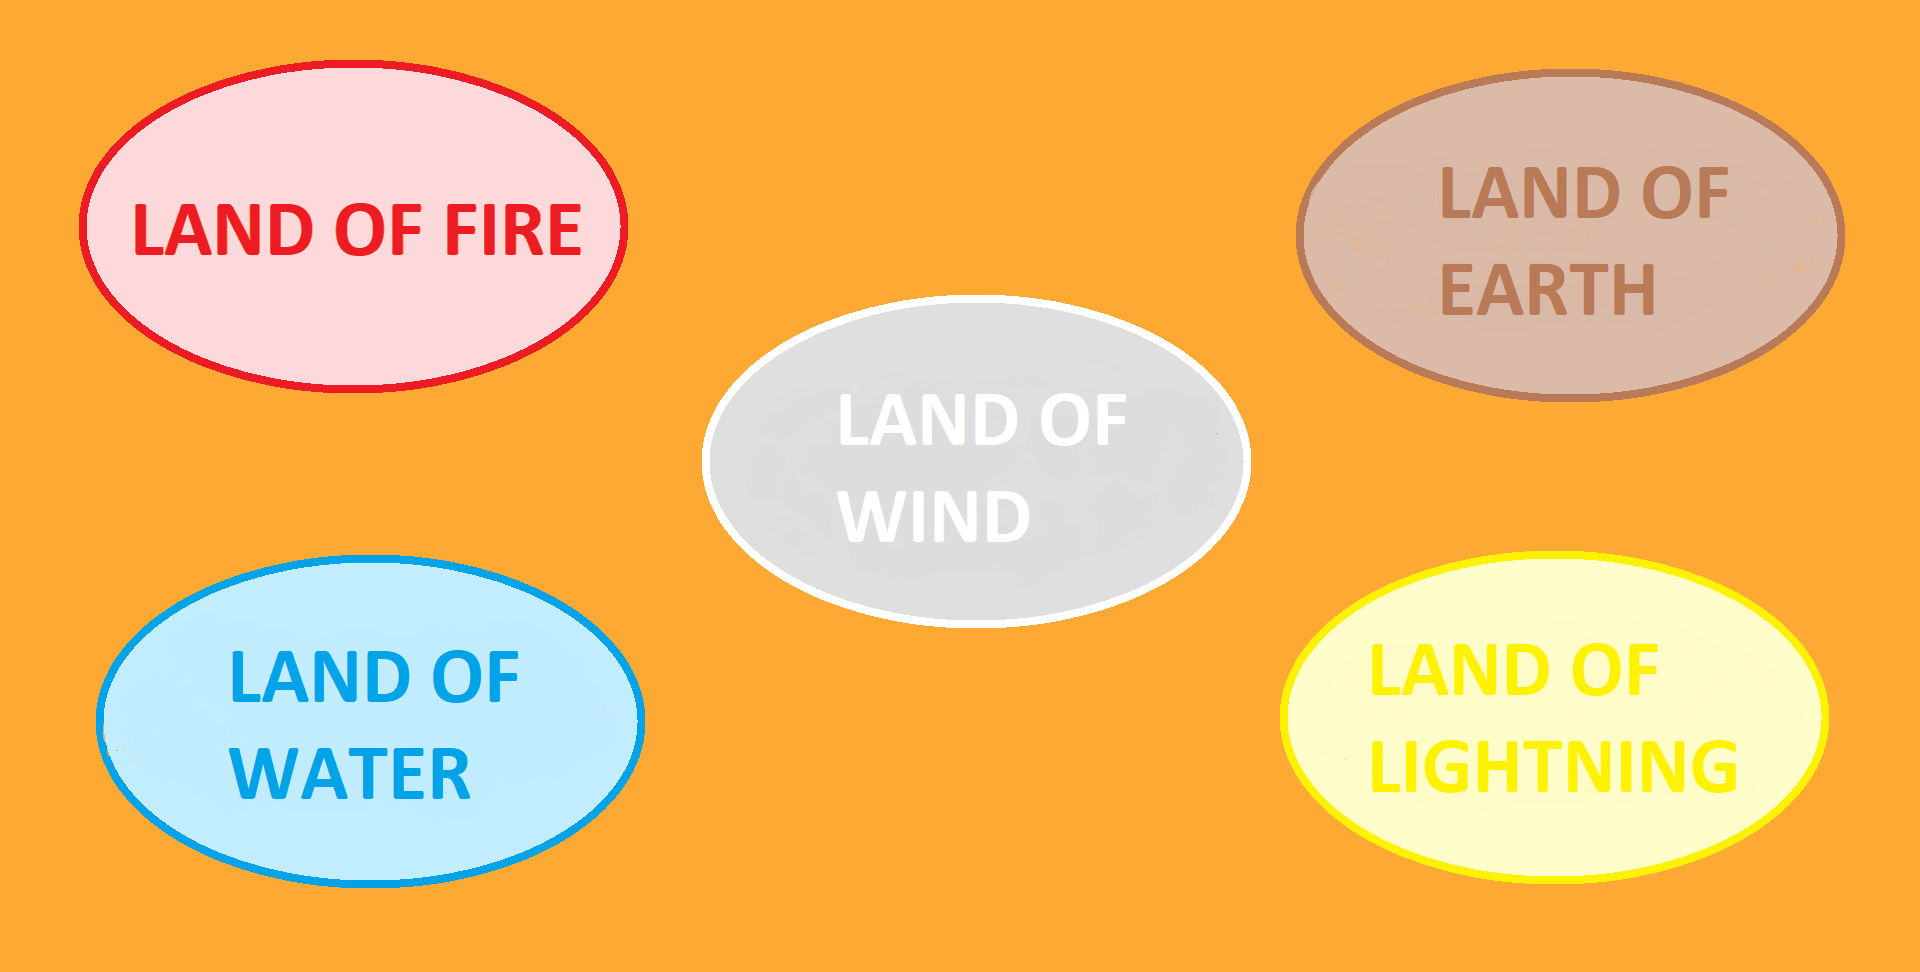 LAND OF FIRE
LAND OF
EARTH
LAND OF
WIND
LAND OF
WATER
LAND OF
LIGHTNING